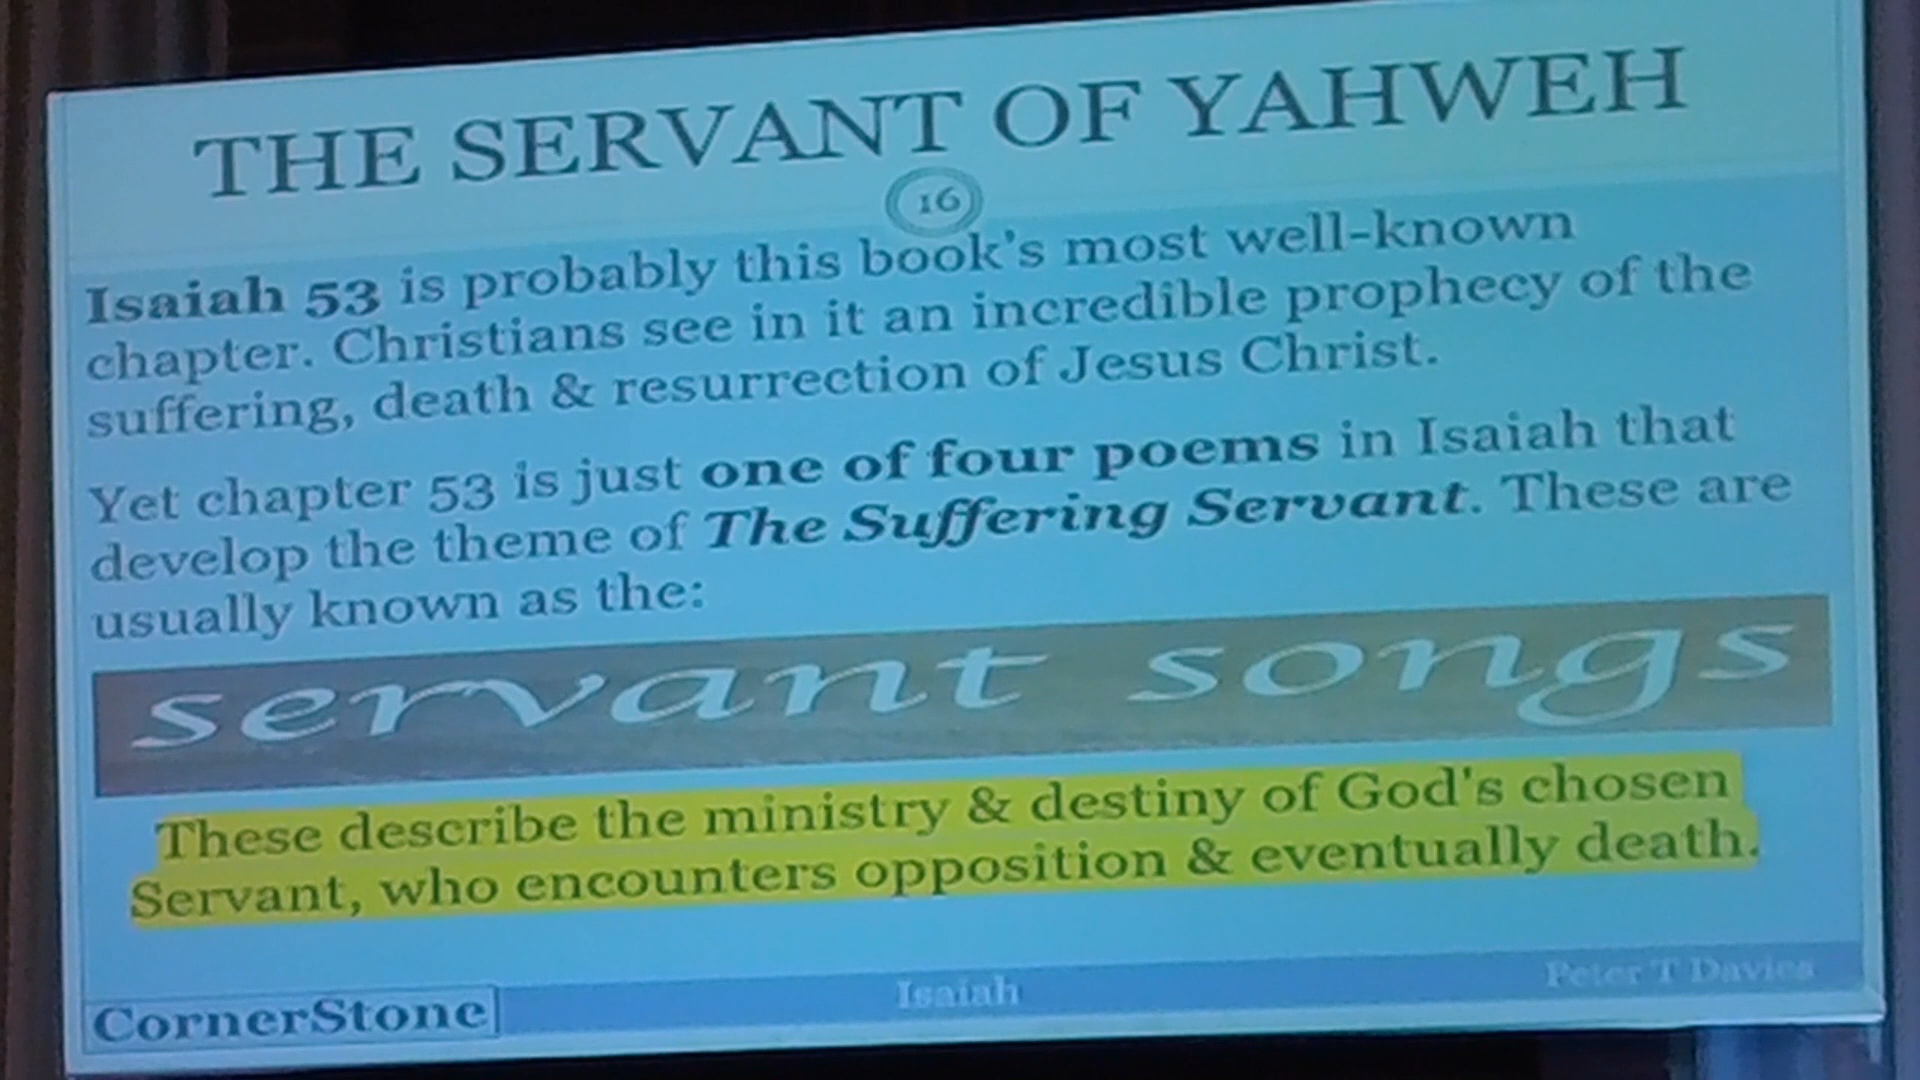 THE SERVANT OF YAHWEH
16
Isaiah 53 is probably this book's most well-known
chapter. Christians see in it an incredible prophecy of the
suffering, death & resurrection of Jesus Christ.
Yet chapter 53 is just one of four poems in Isaiah that
develop the theme of The Suffering Servant. These are
usually known as the:
servant songs
These describe the ministry & destiny of God's chosen
Servant, who encounters opposition & eventually death.
CornerStone
Isaiah
Peter T Davies